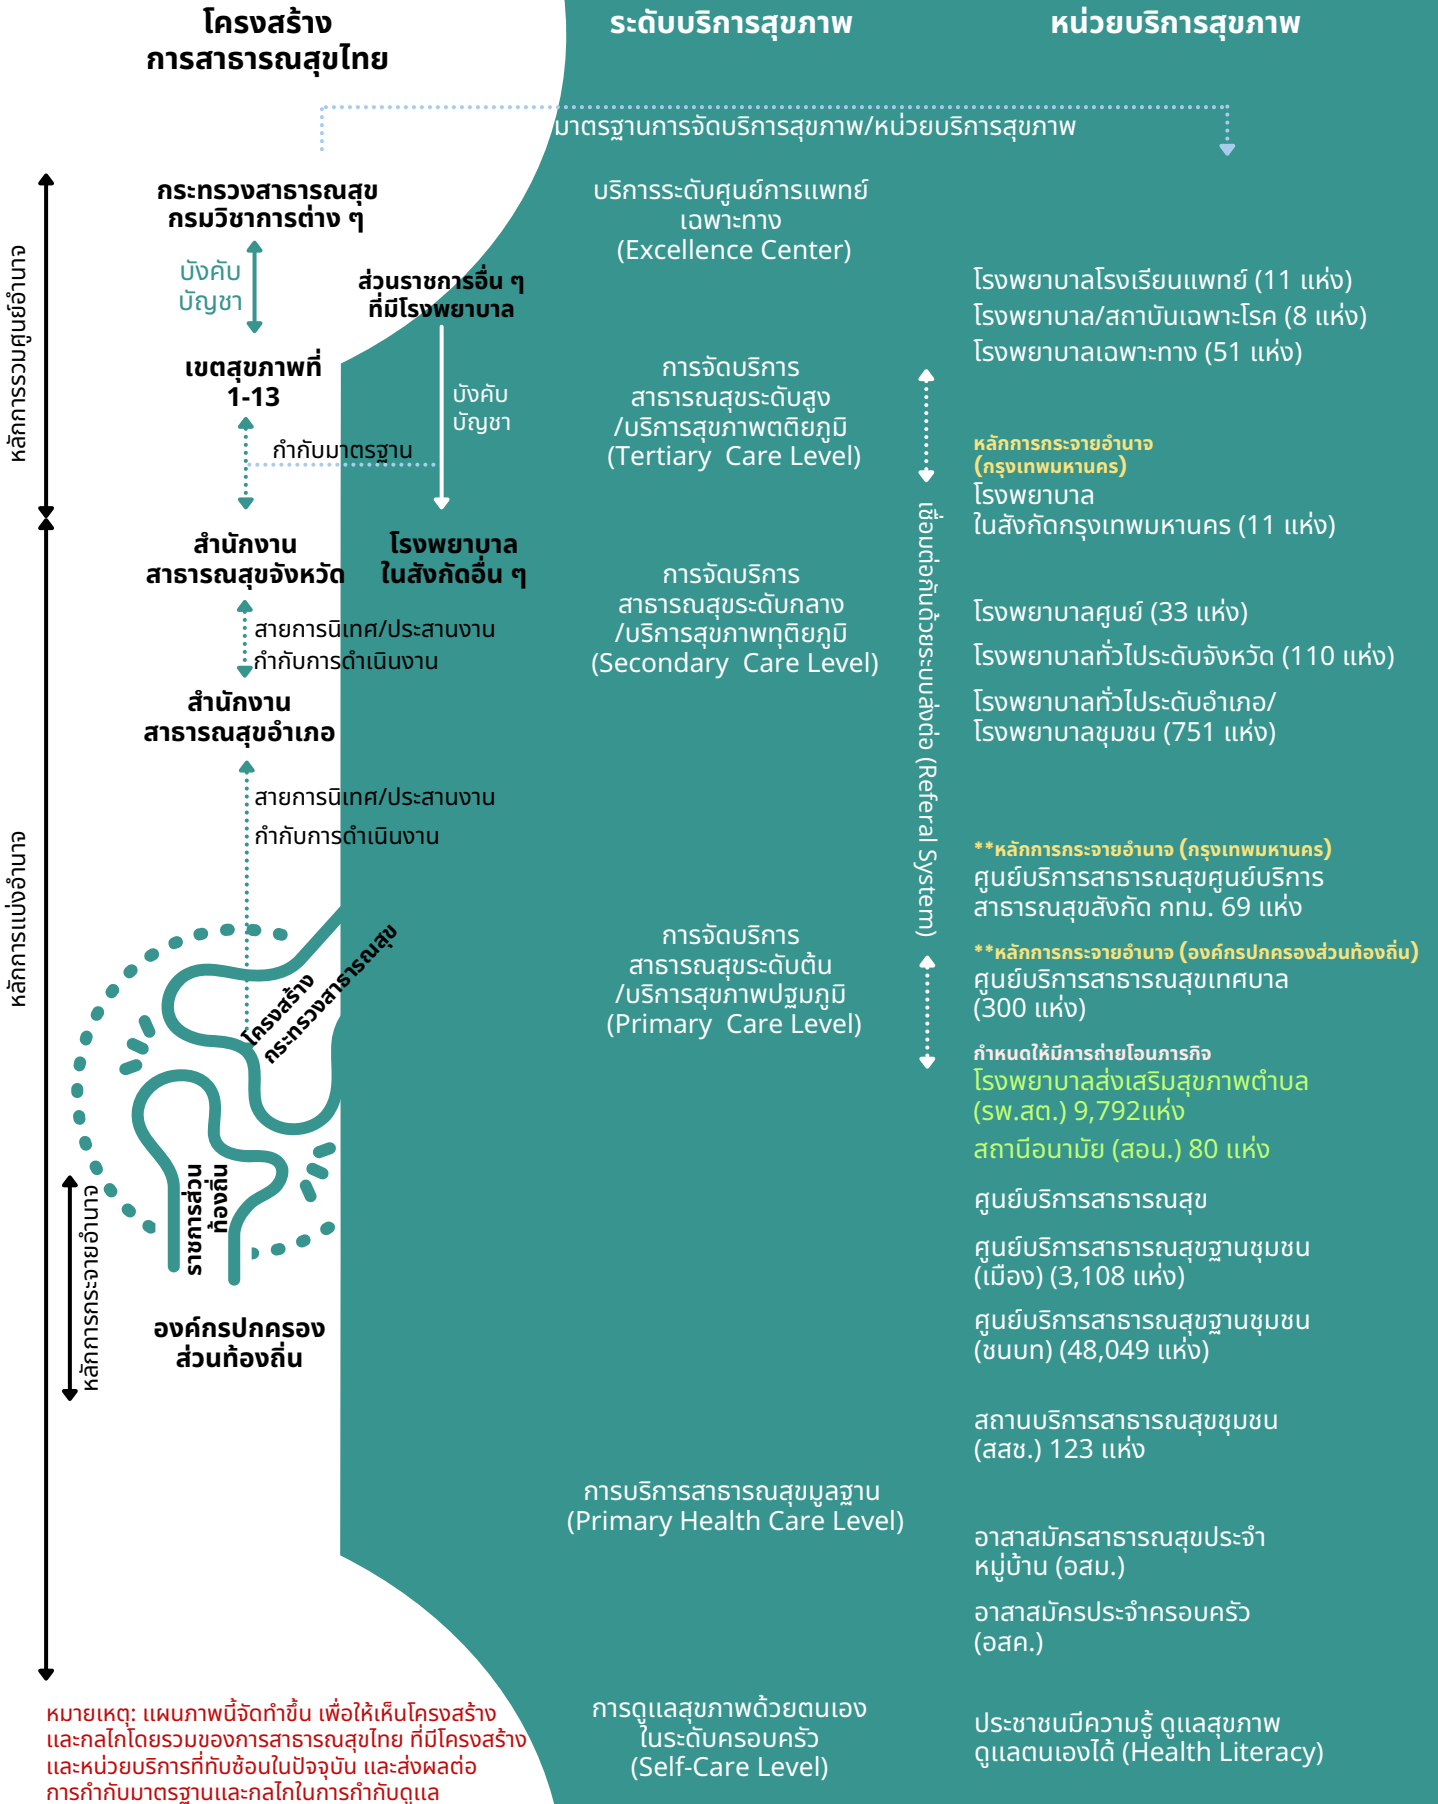 โครงสร้าง
การสาธารณสุขไทย
ระดับบริการสุขภาพ
หน่วยบริการสุขภาพ
มาตรฐานการจัดบริการสุขภาพ/หน่วยบริการสุขภาพ
หลักการรวมศูนย์อำนาจ
หลักการแบ่งอำนาจ
หลักการกระจายอำนาจ
กระทรวงสาธารณสุข
กรมวิชาการต่าง ๆ
บังคับ
บัญชา
ส่วนราชการอื่น ๆ
ที่มีโรงพยาบาล
เขตสุขภาพที่
1-13
บังคับ
บัญชา
กำกับมาตรฐาน
สำนักงาน
สาธารณสุขจังหวัด
โรงพยาบาล
ในสังกัดอื่น ๆ
สายการนิเทศ/ประสานงาน
กำกับการดำเนินงาน
สำนักงาน
สาธารณสุขอำเภอ
สายการนิเทศ/ประสานงาน
กำกับการดำเนินงาน
โครงสร้าง
กระทรวงสาธารณสุข
ราชการส่วน
ท้องถิ่น
องค์กรปกครอง
ส่วนท้องถิ่น
หมายเหตุ: แผนภาพนี้จัดทำขึ้น เพื่อให้เห็นโครงสร้าง
และกลไกโดยรวมของการสาธารณสุขไทย ที่มีโครงสร้าง
และหน่วยบริการที่ทับซ้อนในปัจจุบัน และส่งผลต่อ
การกำกับมาตรฐานและกลไกในการกำกับดูแล
บริการระดับศูนย์การแพทย์
เฉพาะทาง
(Excellence Center)
การจัดบริการ
สาธารณสุขระดับสูง
/บริการสุขภาพตติยภูมิ
(Tertiary Care Level)
การจัดบริการ
สาธารณสุขระดับกลาง
/บริการสุขภาพทุติยภูมิ
(Secondary Care Level)
การจัดบริการ
สาธารณสุขระดับต้น
/บริการสุขภาพปฐมภูมิ
(Primary Care Level)
การบริการสาธารณสุขมูลฐาน
(Primary Health Care Level)
การดูแลสุขภาพด้วยตนเอง
ในระดับครอบครัว
(Self-Care Level)
เชื่อมต่อกันด้วยระบบส่งต่อ (Referal System)
โรงพยาบาลโรงเรียนแพทย์ (11 แห่ง)
โรงพยาบาล/สถาบันเฉพาะโรค (8 แห่ง)
โรงพยาบาลเฉพาะทาง (51 แห่ง)
หลักการกระจายอำนาจ
(กรุงเทพมหานคร)
โรงพยาบาล
ในสังกัดกรุงเทพมหานคร (11 แห่ง)
โรงพยาบาลศูนย์ (33 แห่ง)
โรงพยาบาลทั่วไประดับจังหวัด (110 แห่ง)
โรงพยาบาลทั่วไประดับอำเภอ/
โรงพยาบาลชุมชน (751 แห่ง)
**หลักการกระจายอำนาจ (กรุงเทพมหานคร)
ศูนย์บริการสาธารณสุขศูนย์บริการ
สาธารณสุขสังกัด กทม. 69 แห่ง
**หลักการกระจายอำนาจ (องค์กรปกครองส่วนท้องถิ่น)
ศูนย์บริการสาธารณสุขเทศบาล
(300 แห่ง)
กำหนดให้มีการถ่ายโอนภารกิจ
โรงพยาบาลส่งเสริมสุขภาพตำบล
(รพ.สต.) 9,792แห่ง
สถานีอนามัย (สอน.) 80 แห่ง
ศูนย์บริการสาธารณสุข
ศูนย์บริการสาธารณสุขฐานชุมชน
(เมือง) (3,108 แห่ง)
ศูนย์บริการสาธารณสุขฐานชุมชน
(ชนบท) (48,049 แห่ง)
สถานบริการสาธารณสุขชุมชน
(สสช.) 123 แห่ง
อาสาสมัครสาธารณสุขประจำ
หมู่บ้าน (อสม.)
อาสาสมัครประจำครอบครัว
(อสค.)
ประชาชนมีความรู้ ดูแลสุขภาพ
ดูแลตนเองได้ (Health Literacy)